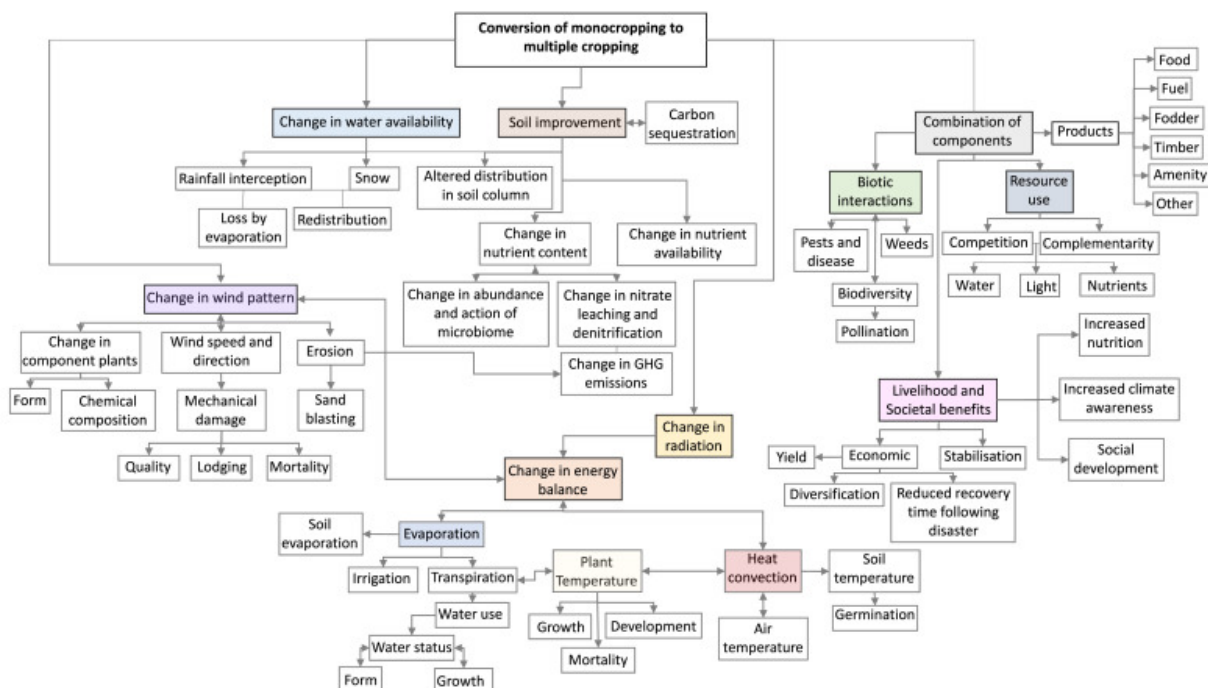 Conversion of monocropping to
multiple cropping
Change in water availability
Soil improvement
Carbon
sequestration
Rainfall interception
Snow
Loss by
evaporation
Redistribution
Altered distribution
in soil column
Change in
nutrient content
Change in nutrient
availability
Change in abundance
and action of
microbiome
Change in nitrate
leaching and
denitrification
Change in GHG
emissions
Combination of
components
Products
Food
Fuel
Fodder
Timber
Amenity
Other
Biotic
interactions
Resource
use
Pests and
disease
Weeds
Biodiversity
Pollination
Competition
Complementarity
Water
Light
Nutrients
Change in wind pattern
Change in
component plants
Wind speed and
direction
Erosion
Form
Chemical
composition
Mechanical
damage
Sand
blasting
Quality
Lodging
Mortality
Change in
radiation
Change in energy
balance
Livelihood and
Societal benefits
Increased
nutrition
Increased climate
awareness
Social
development
Yield
Economic
Stabilisation
Diversification
Reduced recovery
time following
disaster
Soil
evaporation
Evaporation
Irrigation
Transpiration
Water use
Water status
Form
Growth
Plant
Temperature
Growth
Development
Mortality
Heat
convection
Air
temperature
Soil
temperature
Germination